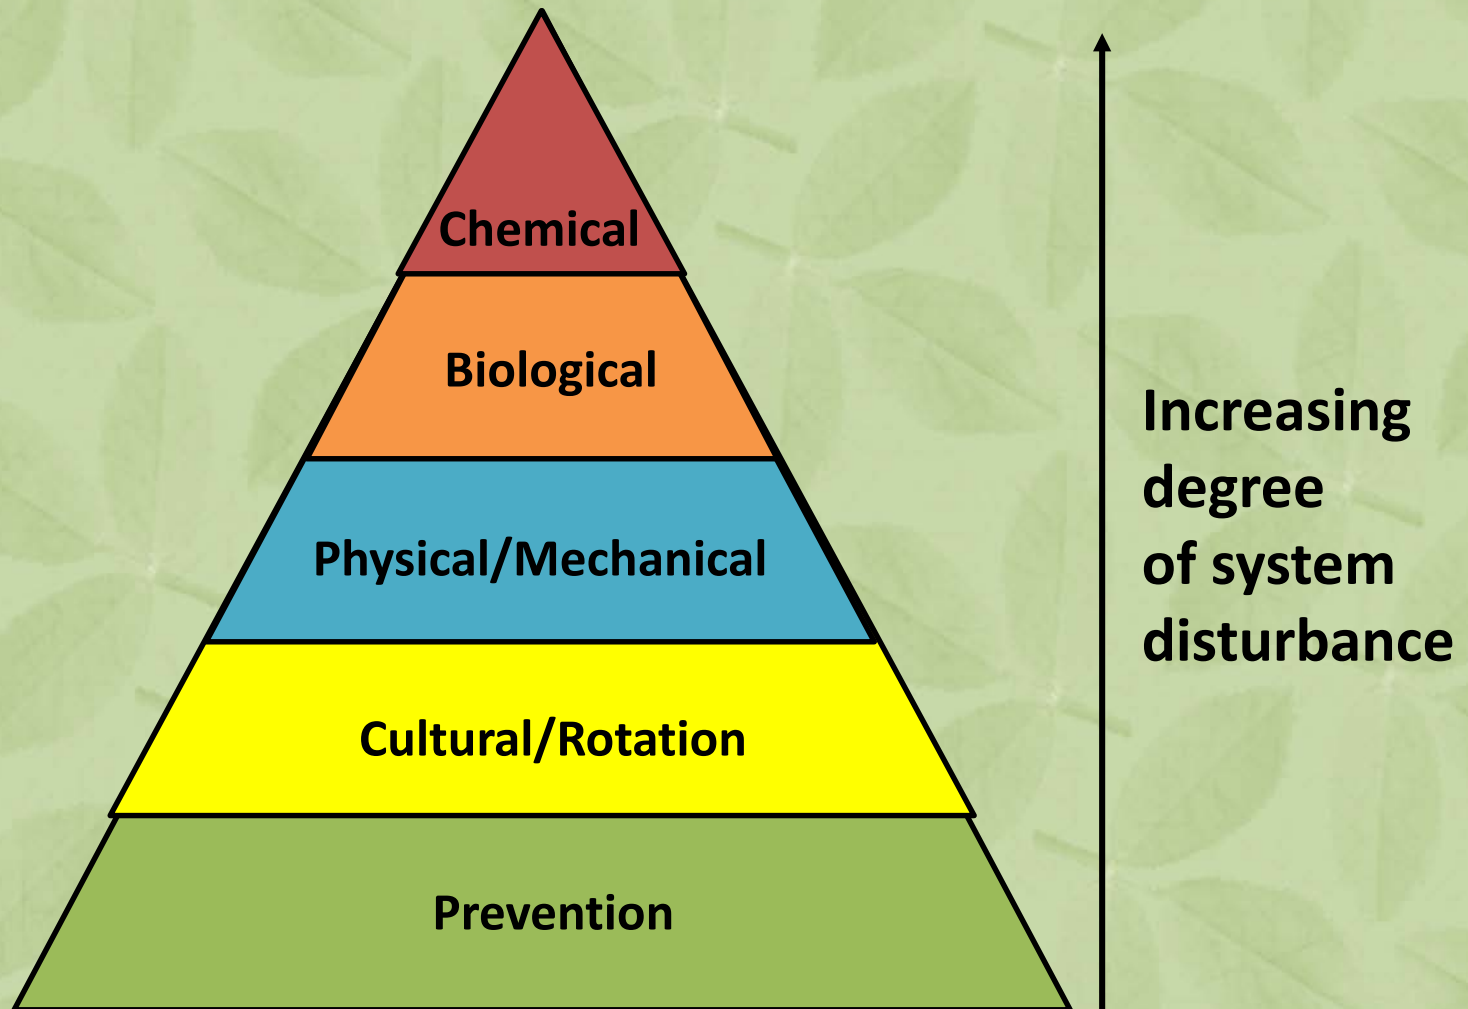 Chemical
Biological
Physical/Mechanical
Cultural/Rotation
Prevention
Increasing
degree
of system
disturbance